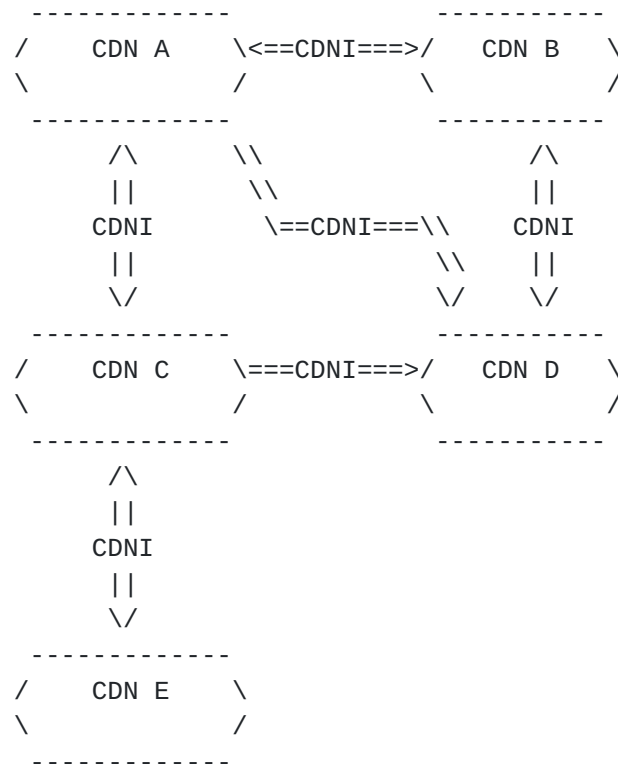 -------------                -----------
/     CDN A     \<==CDNI===>/   CDN B   \
\               /            \           /
 -------------                -----------
      /\      \\                    /\
      ||       \\                   ||
     CDNI       \==CDNI===\\      CDNI
      ||                    \\     ||
      \/                    \/     \/
 -------------                -----------
/     CDN C     \===CDNI===>/   CDN D   \
\               /            \           /
 -------------                -----------
      /\
      ||
     CDNI
      ||
      \/
 -------------
/     CDN E     \
\               /
 -------------